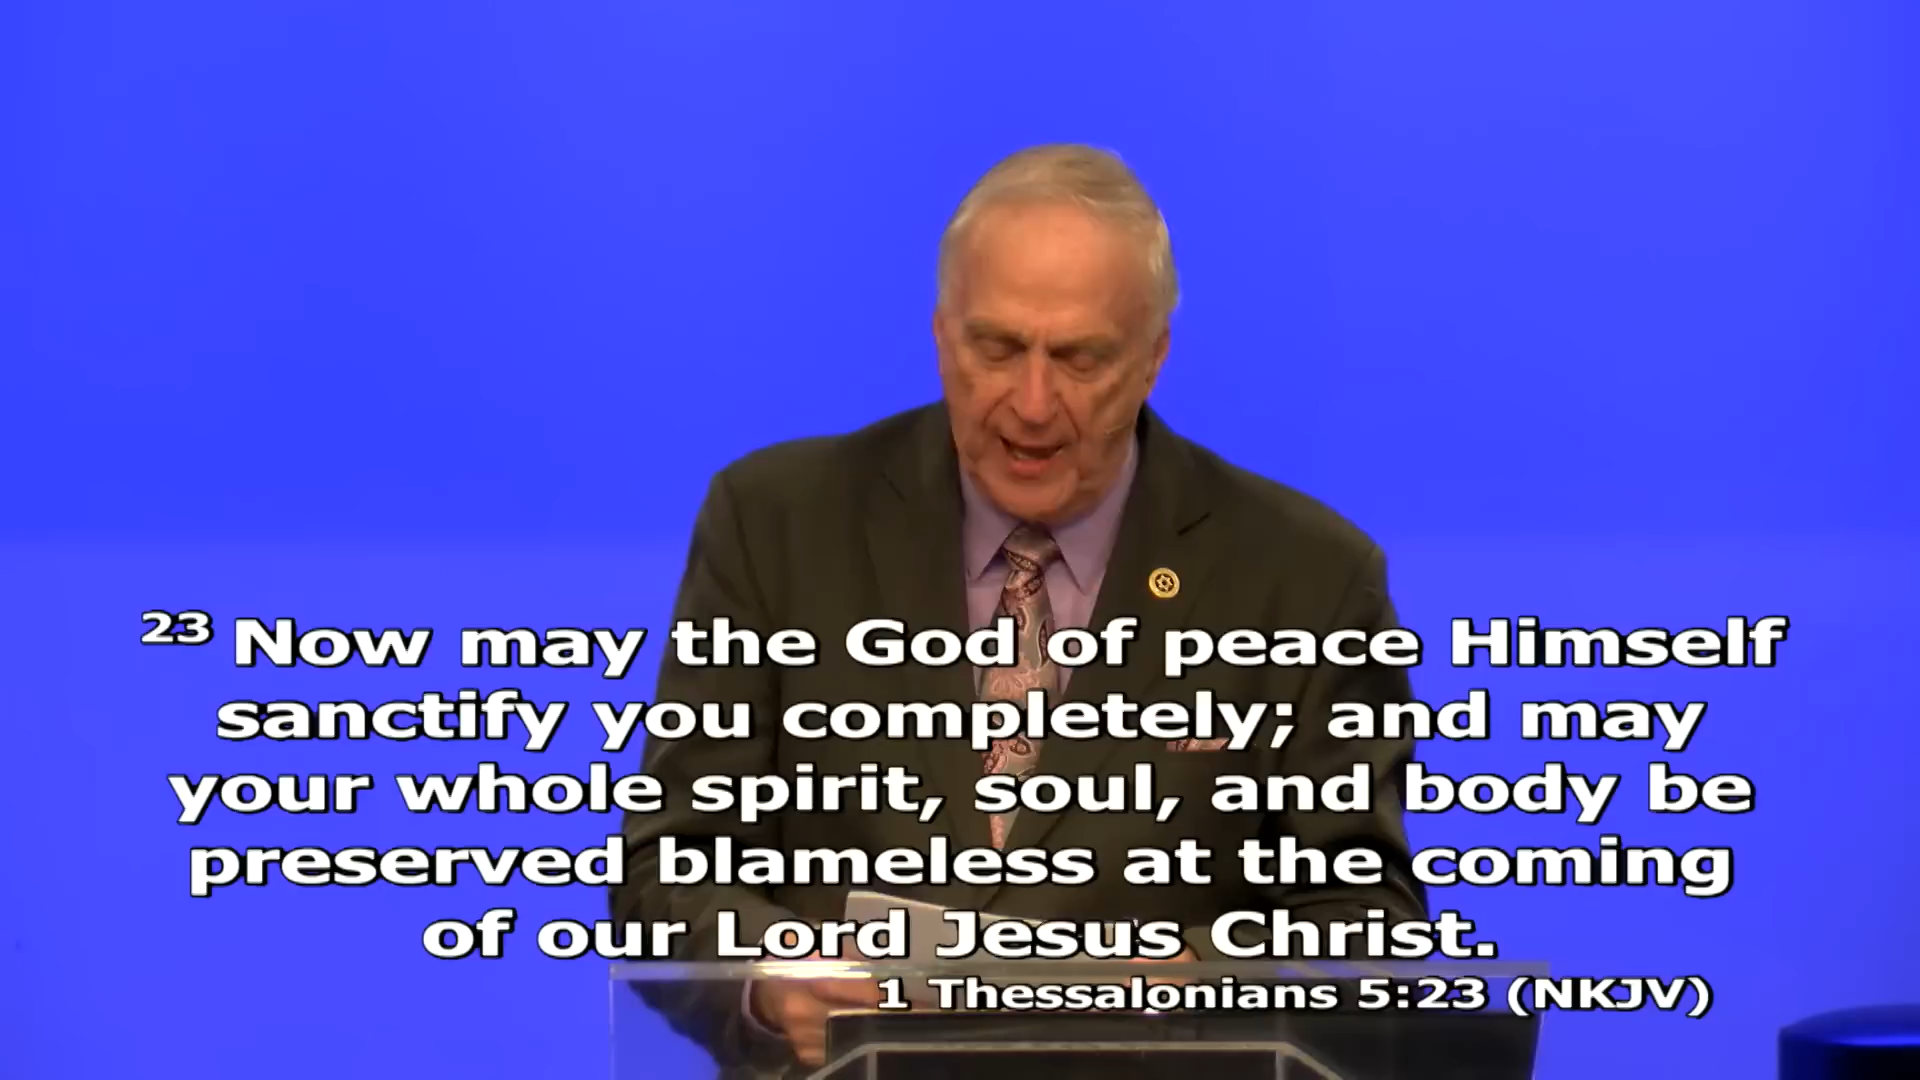 23 Now may the God of peace Himself
sanctify you completely; and may
your whole spirit, soul, and body be
preserved blameless at the coming
of our Lord Jesus Christ.
1 Thessalonians 5:23 (NKJV)